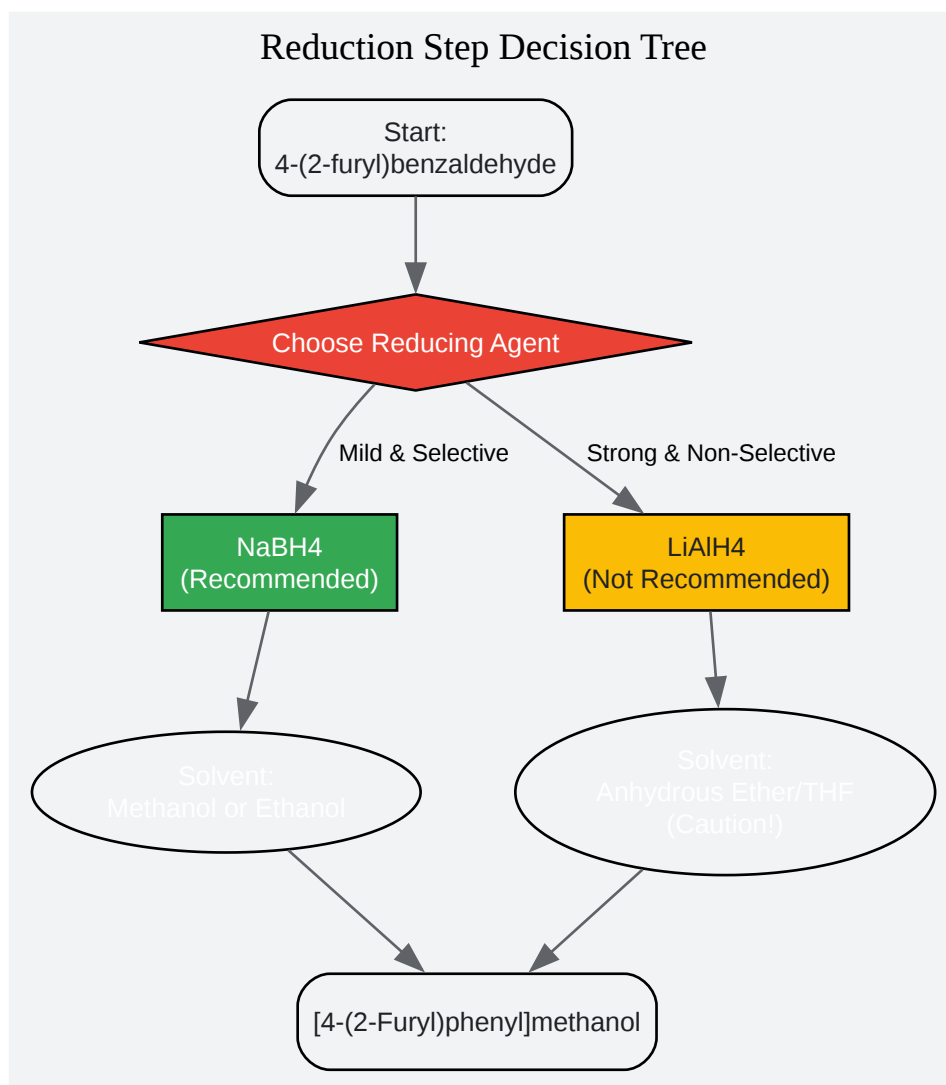 Reduction Step Decision Tree
Start:
4-(2-furyl)benzaldehyde
Choose Reducing Agent
Mild & Selective
Strong & Non-Selective
NaBH4
(Recommended)
LiAlH4
(Not Recommended)
Solvent:
Methanol or Ethanol
Solvent:
Anhydrous Ether/THF
(Caution!)
[4-(2-Furyl)phenyl]methanol